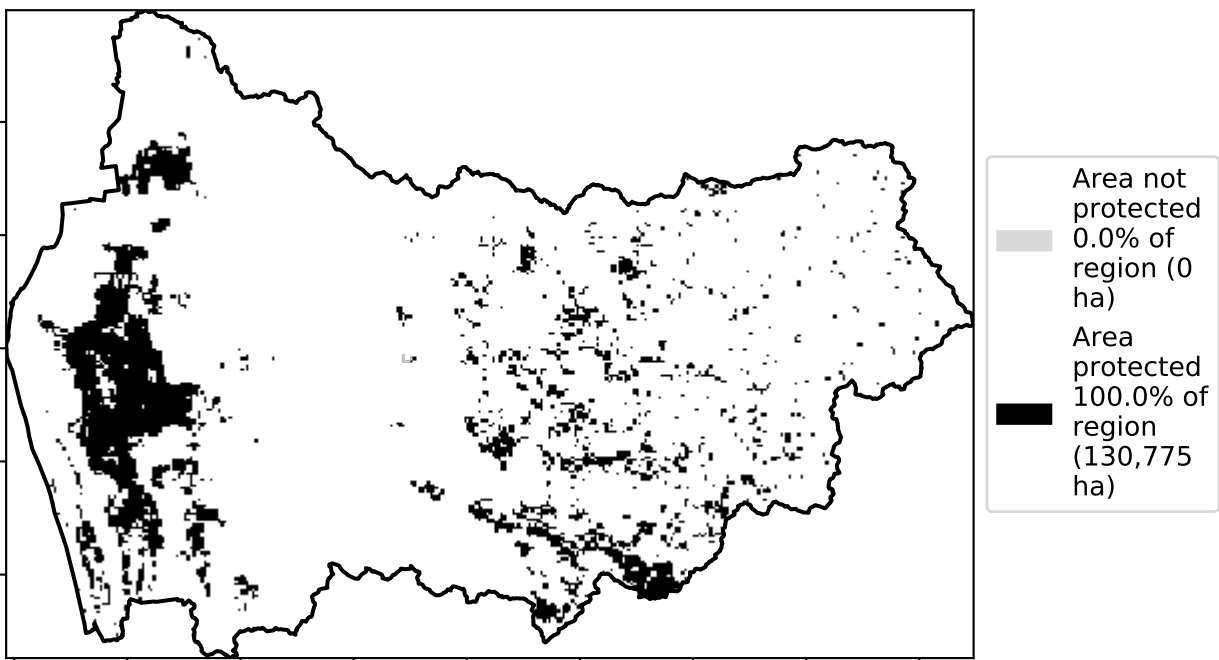 Area not
protected
0.0% of
region (0
ha)
Area
protected
100.0% of
region
(130,775
ha)